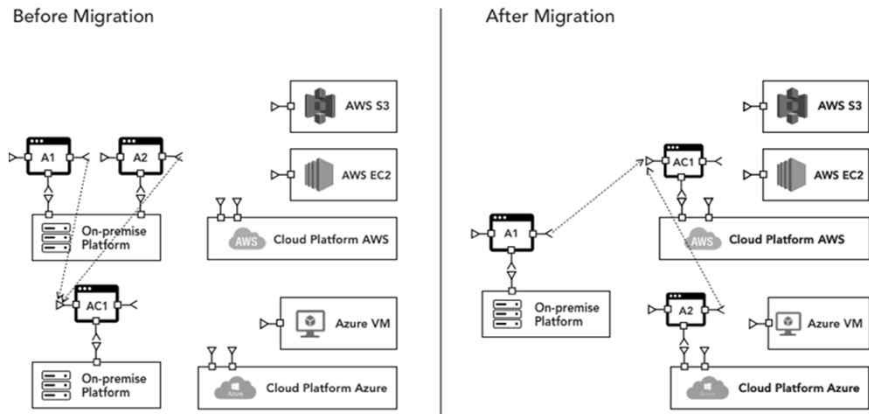 Before Migration
AWS S3
A1
A2
AWS EC2
On-premise
Platform
AWS
Cloud Platform AWS
AC1
Azure VM
On-premise
Platform
Azure
Cloud Platform Azure
After Migration
AWS S3
AC1
AWS EC2
A1
AWS
Cloud Platform AWS
On-premise
Platform
A2
Azure VM
Cloud Platform Azure